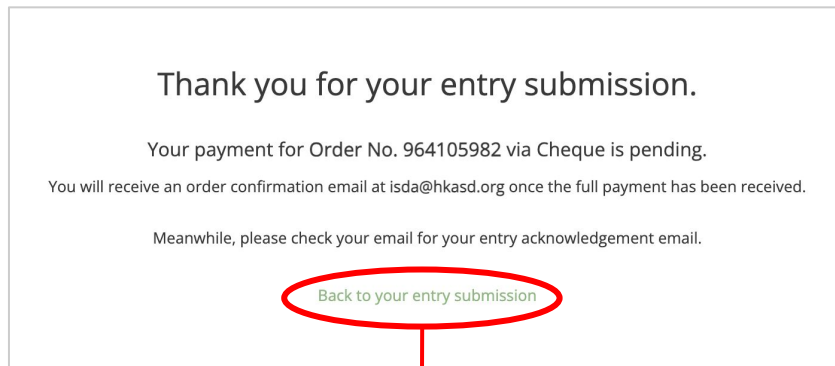 Thank you for your entry submission.
Your payment for Order No. 964105982 via Cheque is pending.
You will receive an order confirmation email at isda@hkasd.org once the full payment has been received.
Meanwhile, please check your email for your entry acknowledgement email.
Back to your entry submission